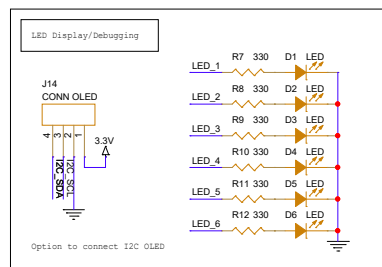 LED Display/Debugging
J14
CONN OLED
4
3
2
1
3.3V
I2C_SDA
I2C_SCL
LED_1
R7 330
D1 LED
LED_2
R8 330
D2 LED
LED_3
R9 330
D3 LED
LED_4
R10 330
D4 LED
LED_5
R11 330
D5 LED
LED_6
R12 330
D6 LED
Option to connect I2C OLED